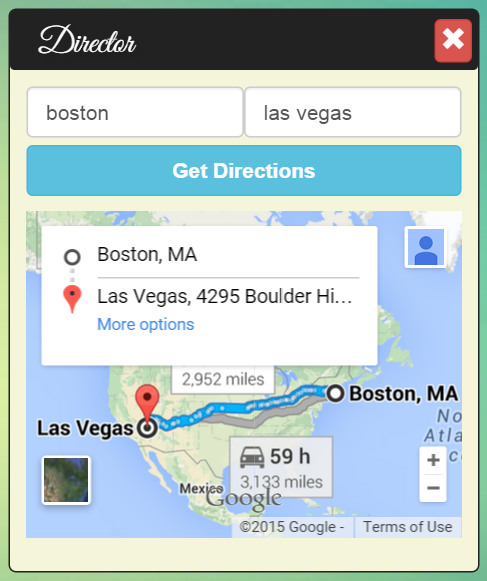 Director
boston
las vegas
Get Directions
Boston, MA
Las Vegas, 4295 Boulder Hi...
More options
2,952 miles
Boston, MA
Las Vegas
59 h
3,133 miles
No
Atla
c
Mexico
Google
+
−
©2015 Google -
Terms of Use